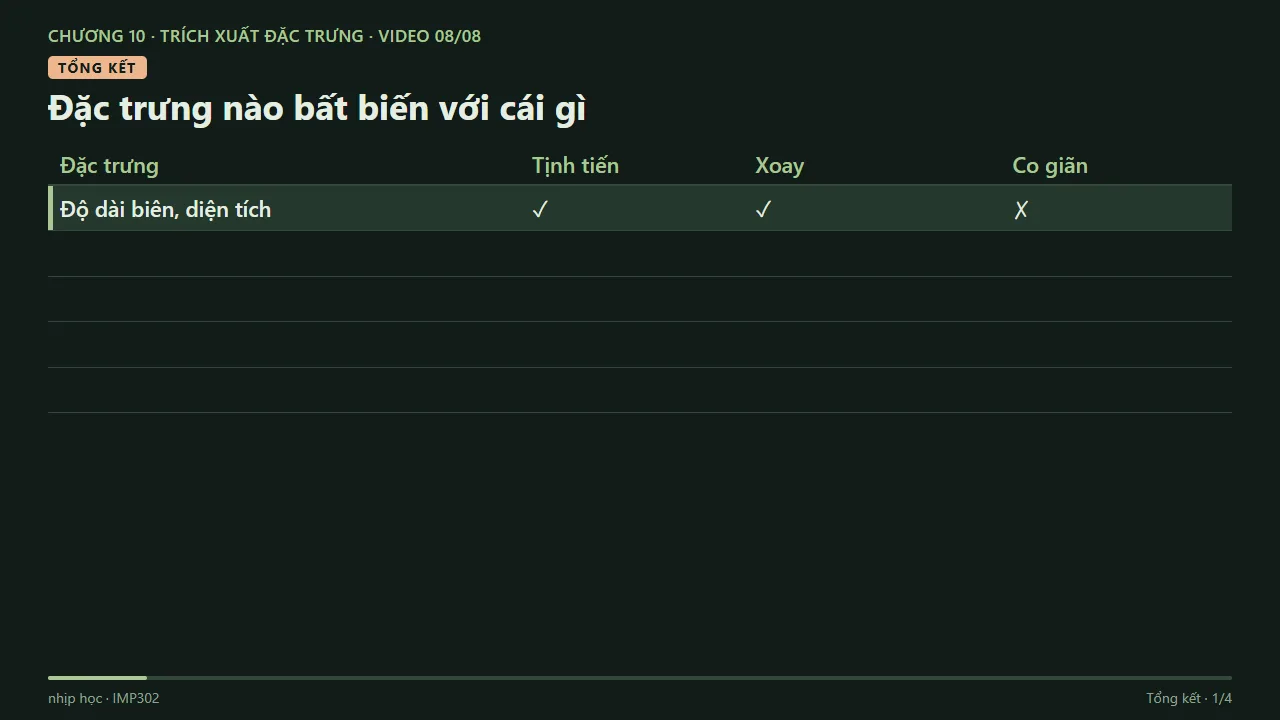 CHƯƠNG 10 · TRÍCH XUẤT ĐẶC TRƯNG · VIDEO 08/08
TỔNG KẾT
Đặc trưng nào bất biến với cái gì
Đặc trưng Tịnh tiến Xoay Co giãn
Độ dài biên, diện tích ✓ ✓ ✗
nhịp học · IMP302 Tổng kết · 1/4